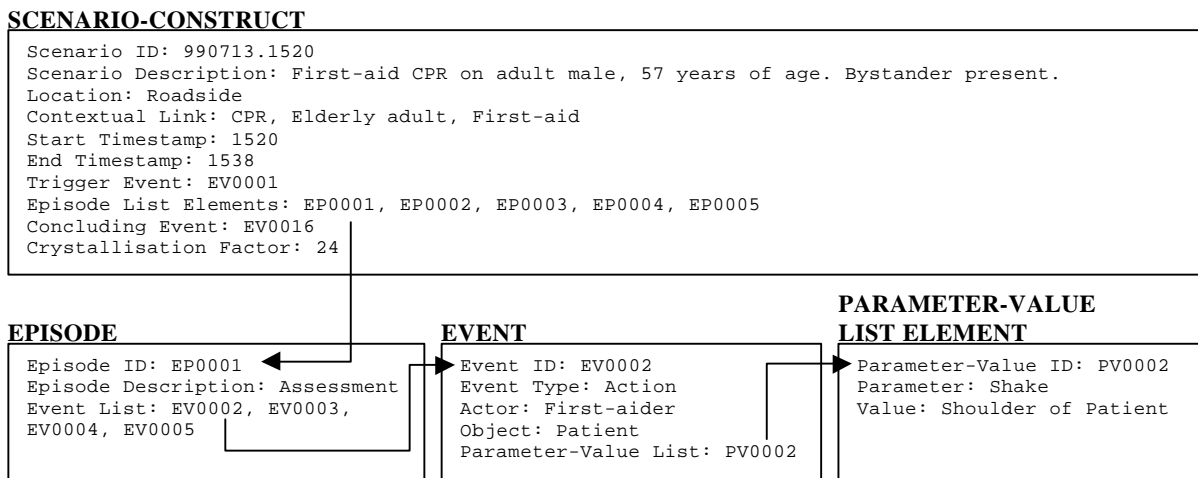 SCENARIO-CONSTRUCT
Scenario ID: 990713.1520
Scenario Description: First-aid CPR on adult male, 57 years of age. Bystander present.
Location: Roadside
Contextual Link: CPR, Elderly adult, First-aid
Start Timestamp: 1520
End Timestamp: 1538
Trigger Event: EV0001
Episode List Elements: EP0001, EP0002, EP0003, EP0004, EP0005
Concluding Event: EV0016
Crystallisation Factor: 24
EPISODE
Episode ID: EP0001
Episode Description: Assessment
Event List: EV0002, EV0003,
EV0004, EV0005
EVENT
Event ID: EV0002
Event Type: Action
Actor: First-aider
Object: Patient
Parameter-Value List: PV0002
PARAMETER-VALUE
LIST ELEMENT
Parameter-Value ID: PV0002
Parameter: Shake
Value: Shoulder of Patient